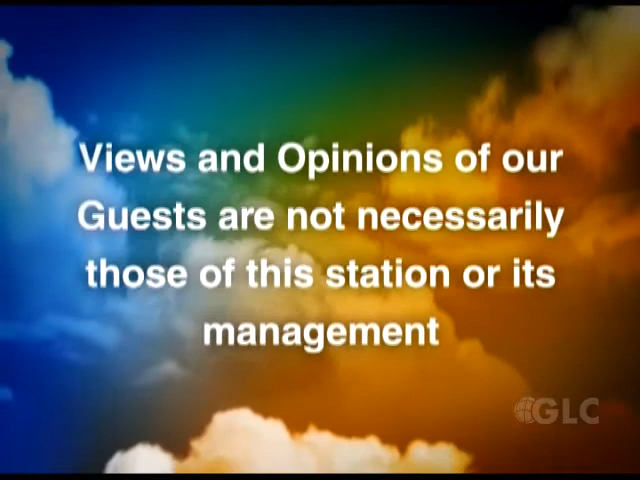 Views and Opinions of our
Guests are not necessarily
those of this station or its
management
GLC